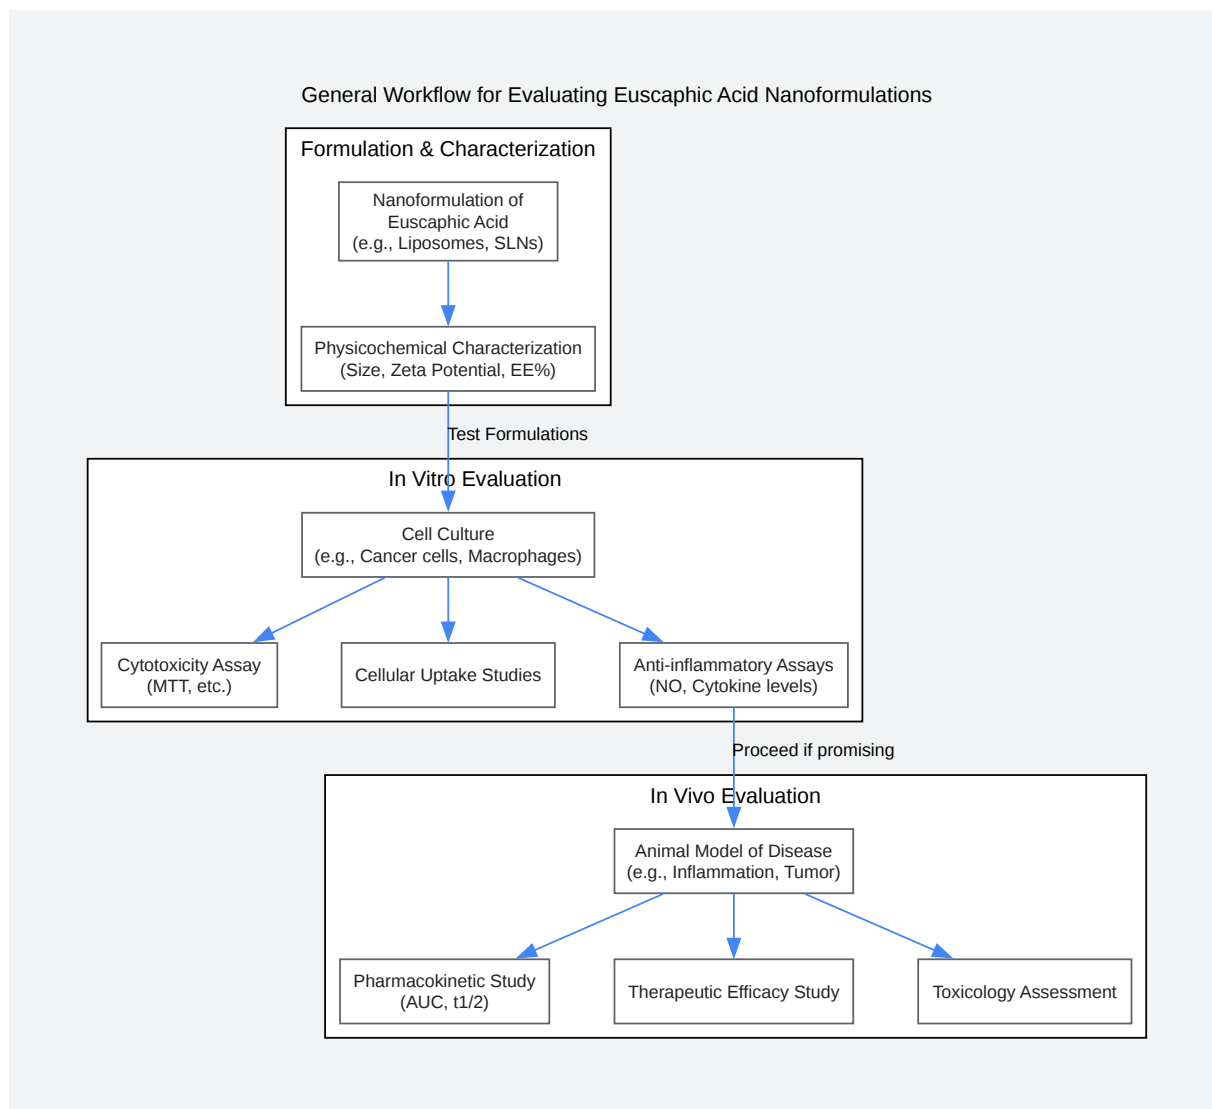 General Workflow for Evaluating Euscaphic Acid Nanoformulations
Formulation & Characterization
Nanoformulation of
Euscaphic Acid
(e.g., Liposomes, SLNs)
Physicochemical Characterization
(Size, Zeta Potential, EE%)
Test Formulations
In Vitro Evaluation
Cell Culture
(e.g., Cancer cells, Macrophages)
Cytotoxicity Assay
(MTT, etc.)
Cellular Uptake Studies
Anti-inflammatory Assays
(NO, Cytokine levels)
Proceed if promising
In Vivo Evaluation
Animal Model of Disease
(e.g., Inflammation, Tumor)
Pharmacokinetic Study
(AUC, t1/2)
Therapeutic Efficacy Study
Toxicology Assessment